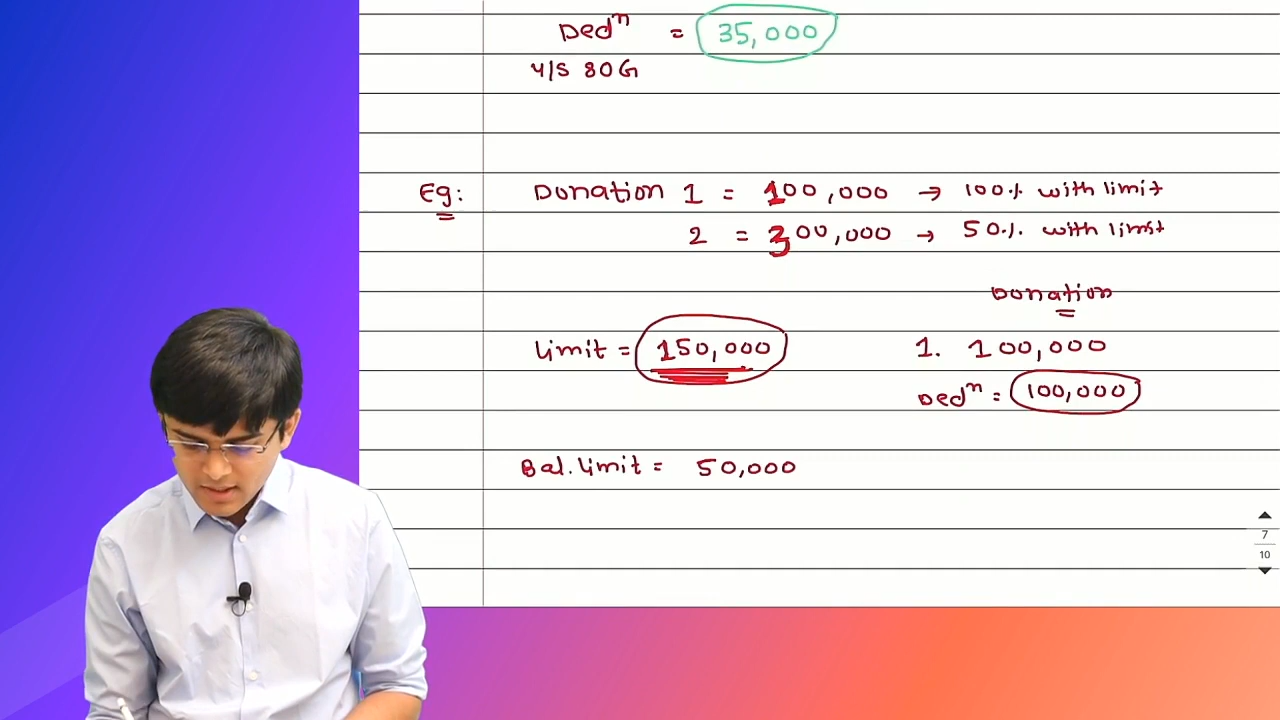 Dedⁿ = 35,000
u/s 80G
Eg: Donation 1 = 100,000 → 100% with limit
2 = 300,000 → 50% with limit
Donation
limit = 150,000 1. 100,000
Dedⁿ = 100,000
Bal. limit = 50,000
7
10